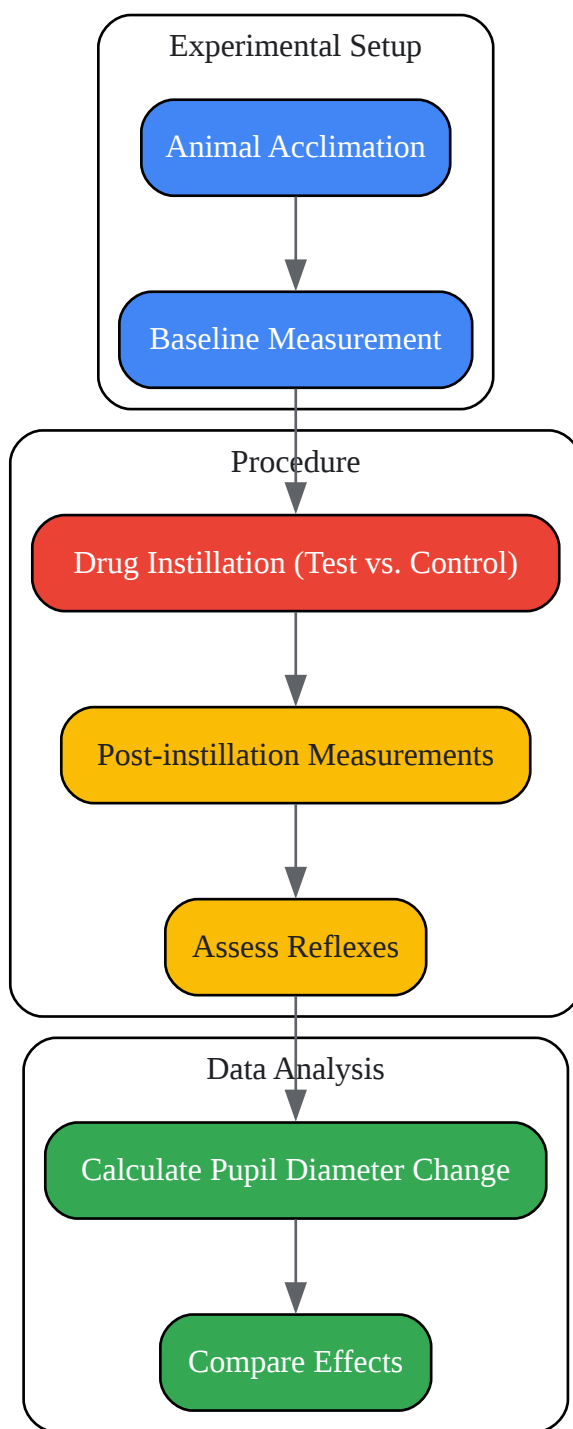 Experimental Setup
Animal Acclimation
Baseline Measurement
Procedure
Drug Instillation (Test vs. Control)
Post-instillation Measurements
Assess Reflexes
Data Analysis
Calculate Pupil Diameter Change
Compare Effects